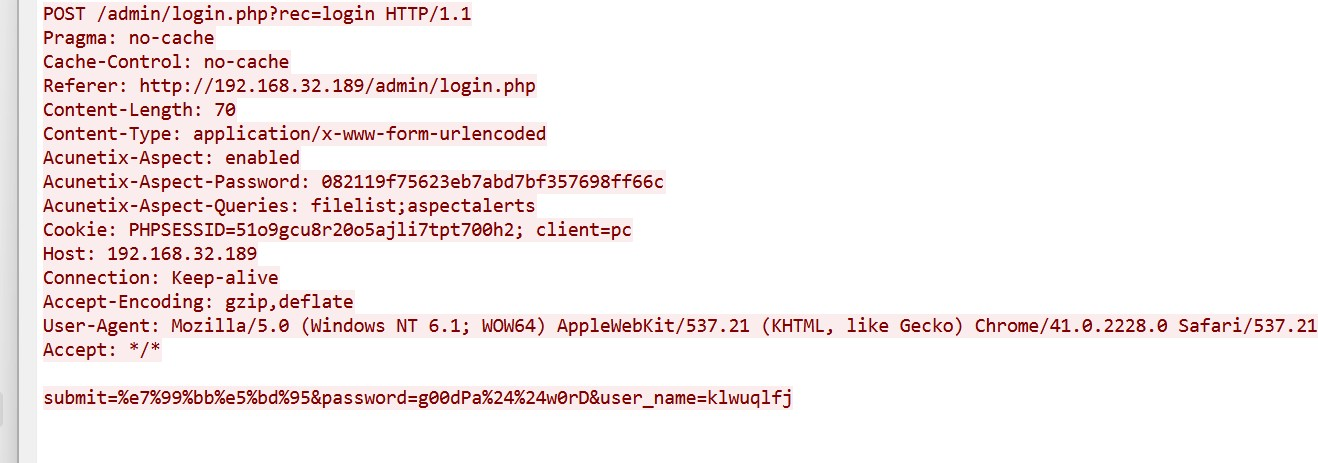 POST /admin/login.php?rec=login HTTP/1.1
Pragma: no-cache
Cache-Control: no-cache
Referer: http://192.168.32.189/admin/login.php
Content-Length: 70
Content-Type: application/x-www-form-urlencoded
Acunetix-Aspect: enabled
Acunetix-Aspect-Password: 082119f75623eb7abd7bf357698ff66c
Acunetix-Aspect-Queries: filelist;aspectalerts
Cookie: PHPSESSID=51o9gcu8r20o5ajli7tpt700h2; client=pc
Host: 192.168.32.189
Connection: Keep-alive
Accept-Encoding: gzip,deflate
User-Agent: Mozilla/5.0 (Windows NT 6.1; WOW64) AppleWebKit/537.21 (KHTML, like Gecko) Chrome/41.0.2228.0 Safari/537.21
Accept: */*
submit=%e7%99%bb%e5%bd%95&password=g00dPa%24%24w0rD&user_name=klwuqlfj